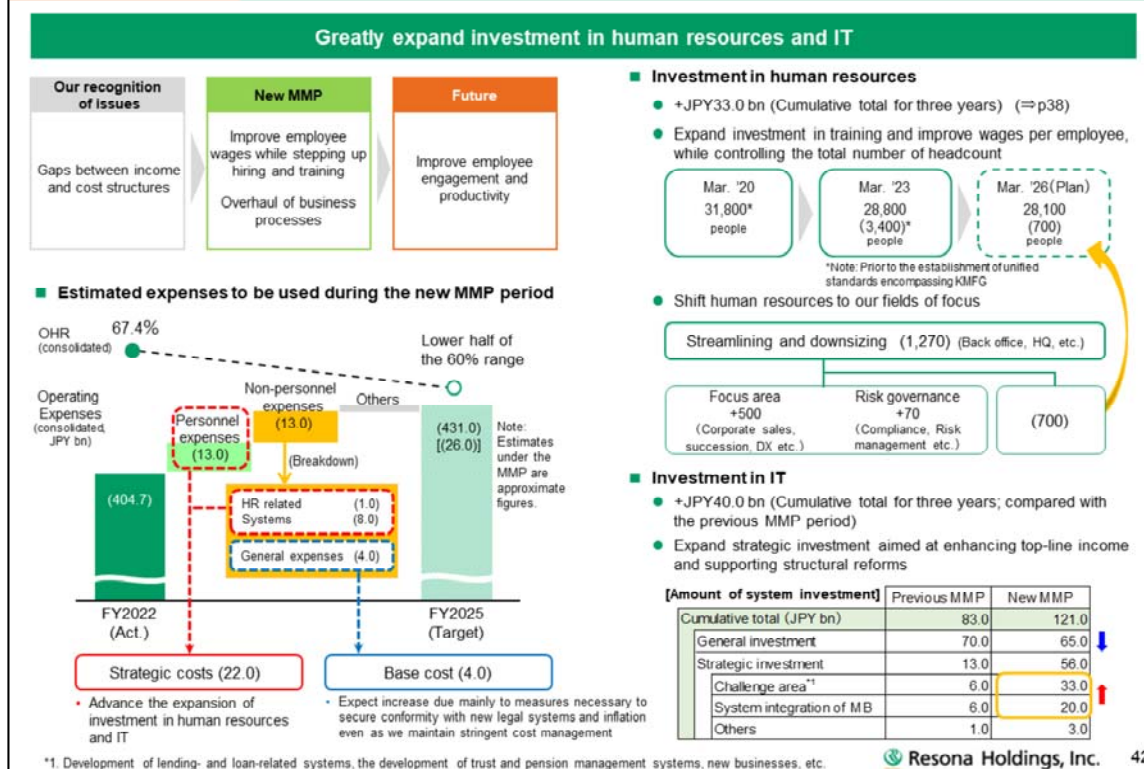 Greatly expand investment in human resources and IT
Our recognition
of issues
Gaps between income
and cost structures
New MMP
Improve employee
wages while stepping up
hiring and training
Overhaul of business
processes
Future
Improve employee
engagement and
productivity
■ Estimated expenses to be used during the new MMP period
OHR
(consolidated)
67.4%
Lower half of
the 60% range
Operating
Expenses
(consolidated,
JPY bn)
Personnel
expenses
(13.0)
Non-personnel
expenses
(13.0)
Others
(Breakdown)
(404.7)
HR related (1.0)
Systems (8.0)
General expenses (4.0)
(431.0)
[(26.0)]
Note:
Estimates
under the
MMP are
approximate
figures.
FY2022
(Act.)
FY2025
(Target)
Strategic costs (22.0)
• Advance the expansion of
investment in human resources
and IT
Base cost (4.0)
• Expect increase due mainly to measures necessary to
secure conformity with new legal systems and inflation
even as we maintain stringent cost management
■ Investment in human resources
● +JPY33.0 bn (Cumulative total for three years) (⇒p38)
● Expand investment in training and improve wages per employee,
while controlling the total number of headcount
Mar. '20
31,800*
people
Mar. '23
28,800
(3,400)*
people
Mar. '26(Plan)
28,100
(700)
people
*Note: Prior to the establishment of unified
standards encompassing KMFG
● Shift human resources to our fields of focus
Streamlining and downsizing (1,270) (Back office, HQ, etc.)
Focus area
+500
(Corporate sales,
succession, DX etc.)
Risk governance
+70
(Compliance, Risk
management etc.)
(700)
■ Investment in IT
● +JPY40.0 bn (Cumulative total for three years; compared with
the previous MMP period)
● Expand strategic investment aimed at enhancing top-line income
and supporting structural reforms
[Amount of system investment] Previous MMP New MMP
Cumulative total (JPY bn) 83.0 121.0
General investment 70.0 65.0
Strategic investment 13.0 56.0
Challenge area*1 6.0 33.0
System integration of MB 6.0 20.0
Others 1.0 3.0
*1. Development of lending- and loan-related systems, the development of trust and pension management systems, new businesses, etc.
Resona Holdings, Inc. 42